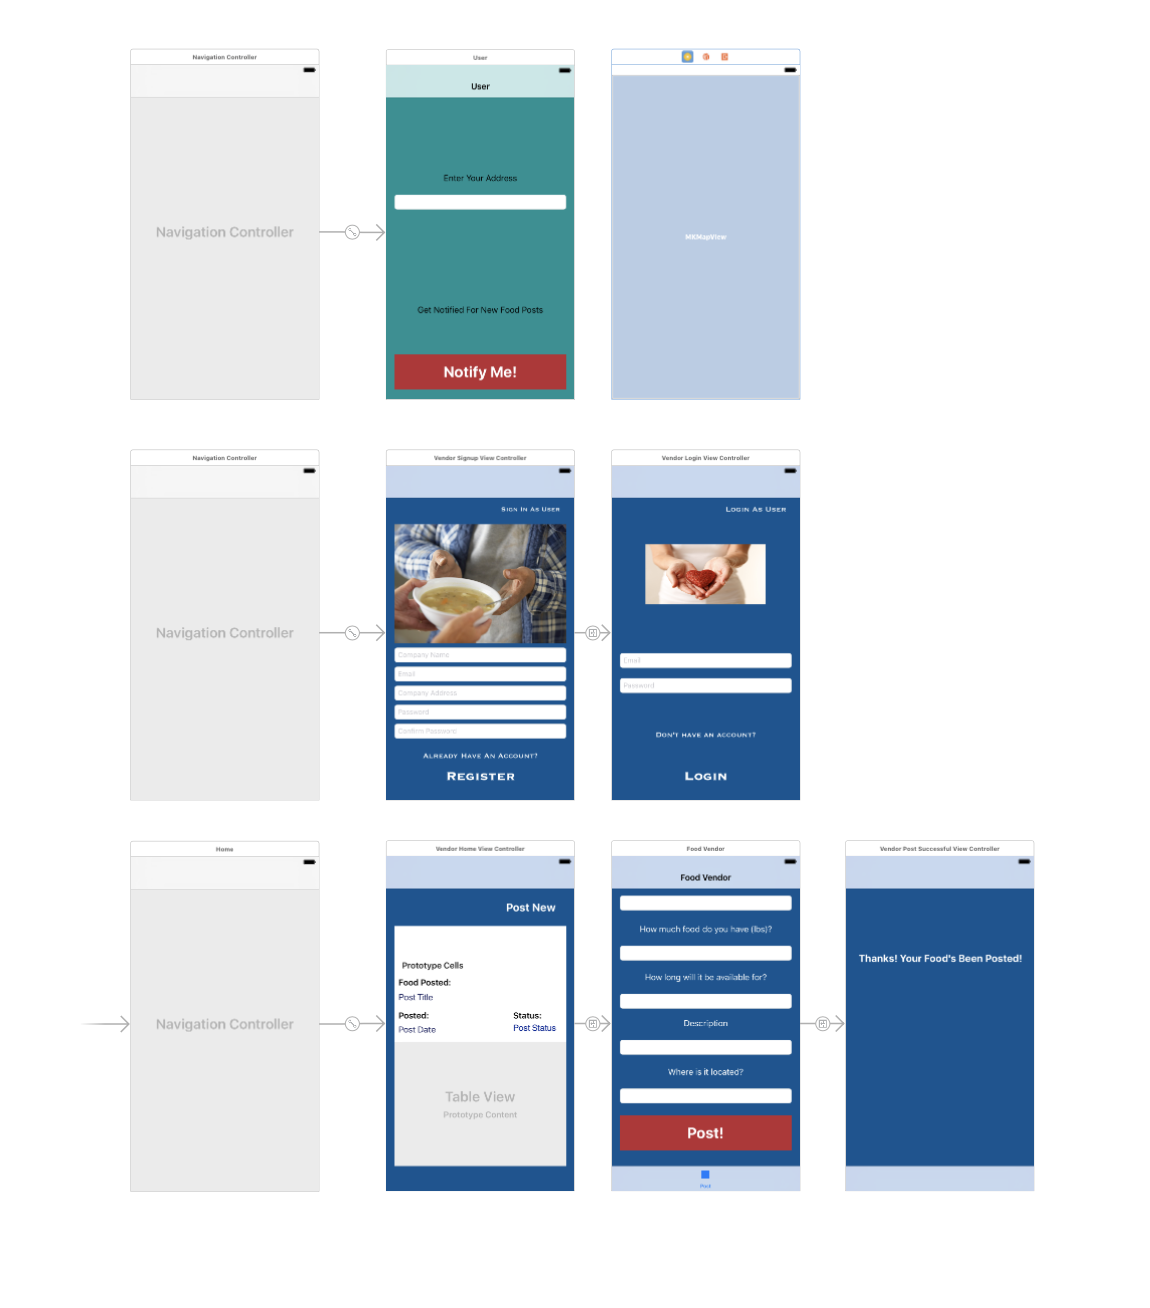 Navigation Controller
User
User
Navigation Controller
Enter Your Address
MKMapView
Get Notified For New Food Posts
Notify Me!
Navigation Controller
Vendor Signup View Controller
Vendor Login View Controller
Navigation Controller
Sign In As User
Company Name
Email
Company Address
Password
Confirm Password
Already Have An Account?
Register
Login As User
Email
Password
Don't have an account?
Login
Home
Vendor Home View Controller
Food Vendor
Vendor Post Successful View Controller
Navigation Controller
Post New
Prototype Cells
Food Posted:
Post Title
Posted:
Status:
Post Date
Post Status
Table View
Prototype Content
Food Vendor
How much food do you have (lbs)?
How long will it be available for?
Description
Where is it located?
Post!
Post
Thanks! Your Food's Been Posted!